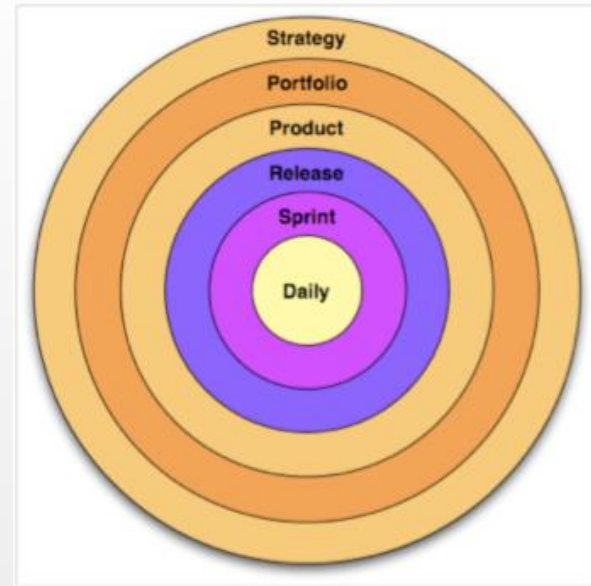 Strategy
Portfolio
Product
Release
Sprint
Daily